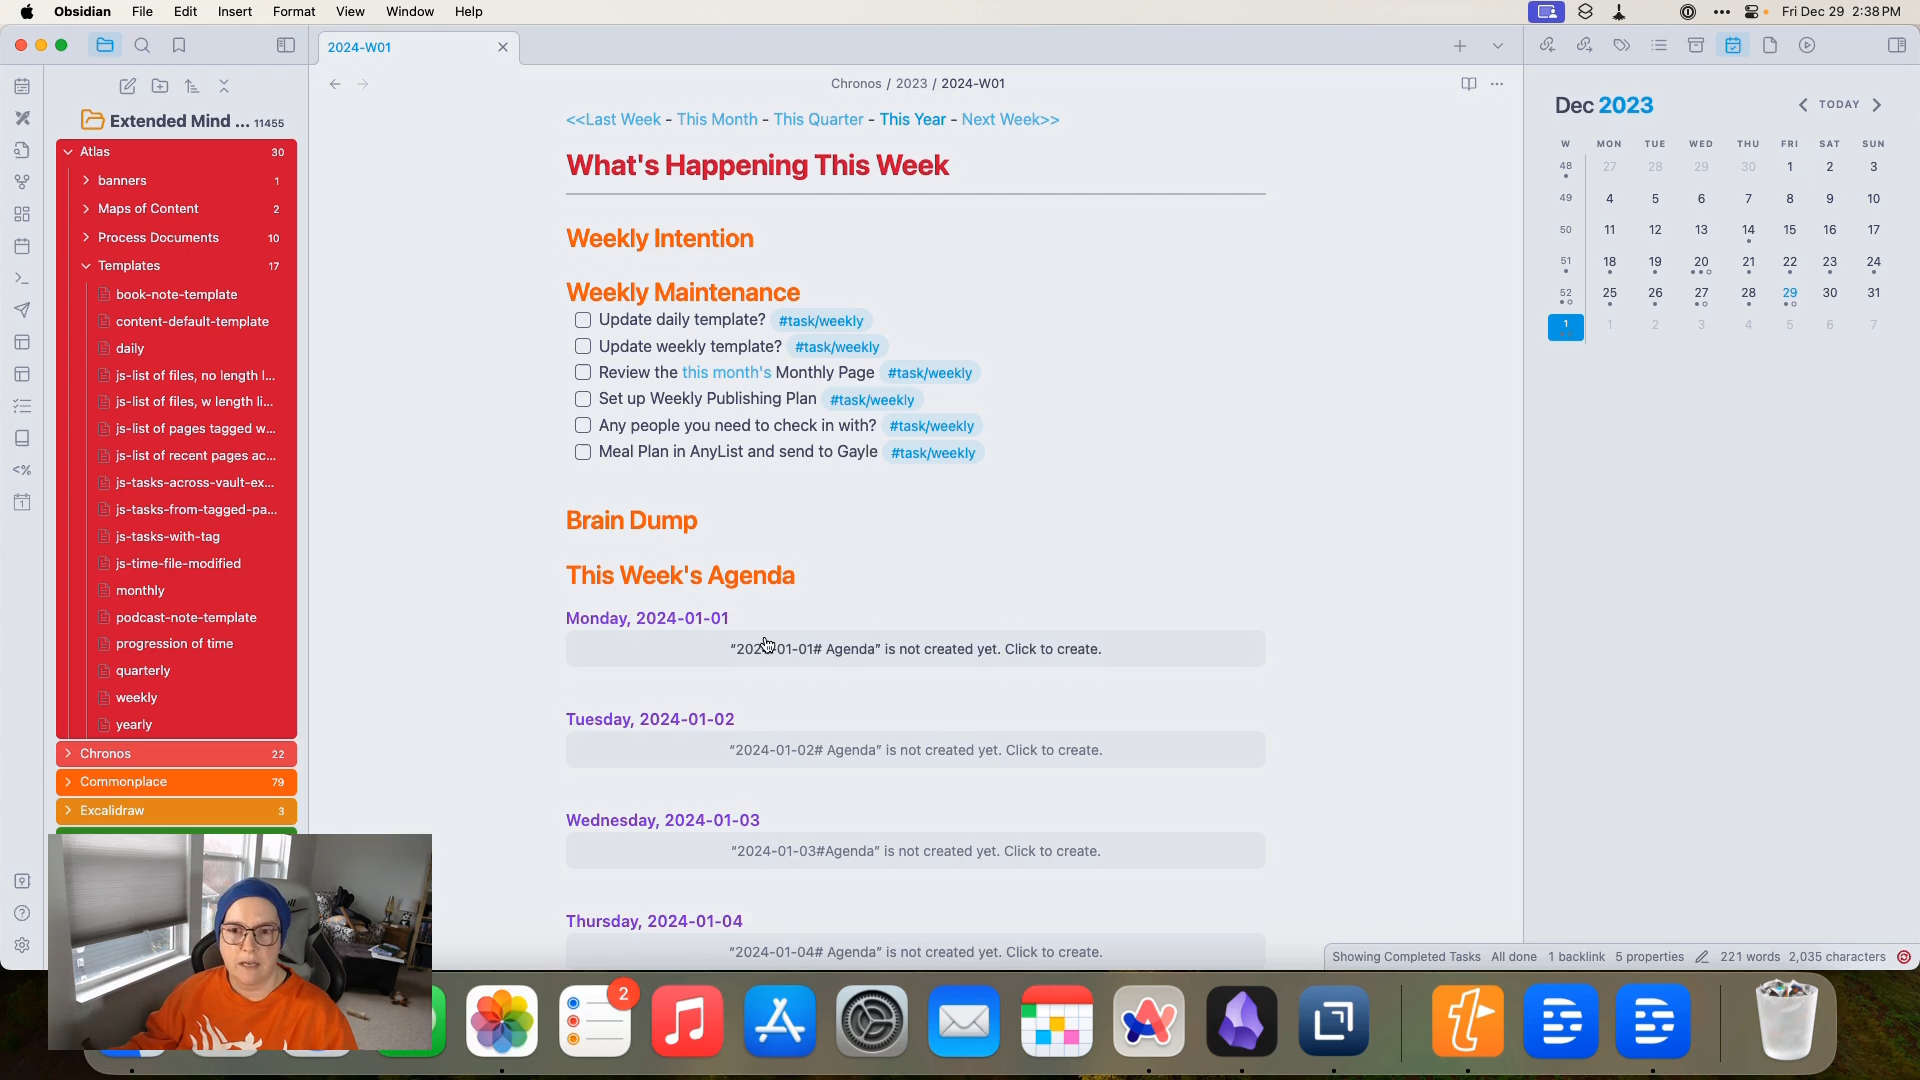 Obsidian File Edit Insert Format View Window Help Fri Dec 29 2:38 PM
2024-W01
Chronos / 2023 / 2024-W01
Extended Mind ... 11455
Atlas 30
banners 1
Maps of Content 2
Process Documents 10
Templates 17
book-note-template
content-default-template
daily
js-list of files, no length l...
js-list of files, w length li...
js-list of pages tagged w...
js-list of recent pages ac...
js-tasks-across-vault-ex...
js-tasks-from-tagged-pa...
js-tasks-with-tag
js-time-file-modified
monthly
podcast-note-template
progression of time
quarterly
weekly
yearly
Chronos 22
Commonplace 79
Excalidraw 3
<<Last Week - This Month - This Quarter - This Year - Next Week>>
What's Happening This Week
Weekly Intention
Weekly Maintenance
Update daily template? #task/weekly
Update weekly template? #task/weekly
Review the this month's Monthly Page #task/weekly
Set up Weekly Publishing Plan #task/weekly
Any people you need to check in with? #task/weekly
Meal Plan in AnyList and send to Gayle #task/weekly
Brain Dump
This Week's Agenda
Monday, 2024-01-01
01-01# Agenda” is not created yet. Click to create.
Tuesday, 2024-01-02
“2024-01-02# Agenda” is not created yet. Click to create.
Wednesday, 2024-01-03
“2024-01-03#Agenda” is not created yet. Click to create.
Thursday, 2024-01-04
“2024-01-04# Agenda” is not created yet. Click to create.
Dec 2023 TODAY
W MON TUE WED THU FRI SAT SUN
48 27 28 29 30 1 2 3
49 4 5 6 7 8 9 10
50 11 12 13 14 15 16 17
51 18 19 20 21 22 23 24
52 25 26 27 28 29 30 31
1 1 2 3 4 5 6 7
Showing Completed Tasks All done 1 backlink 5 properties 221 words 2,035 characters
2